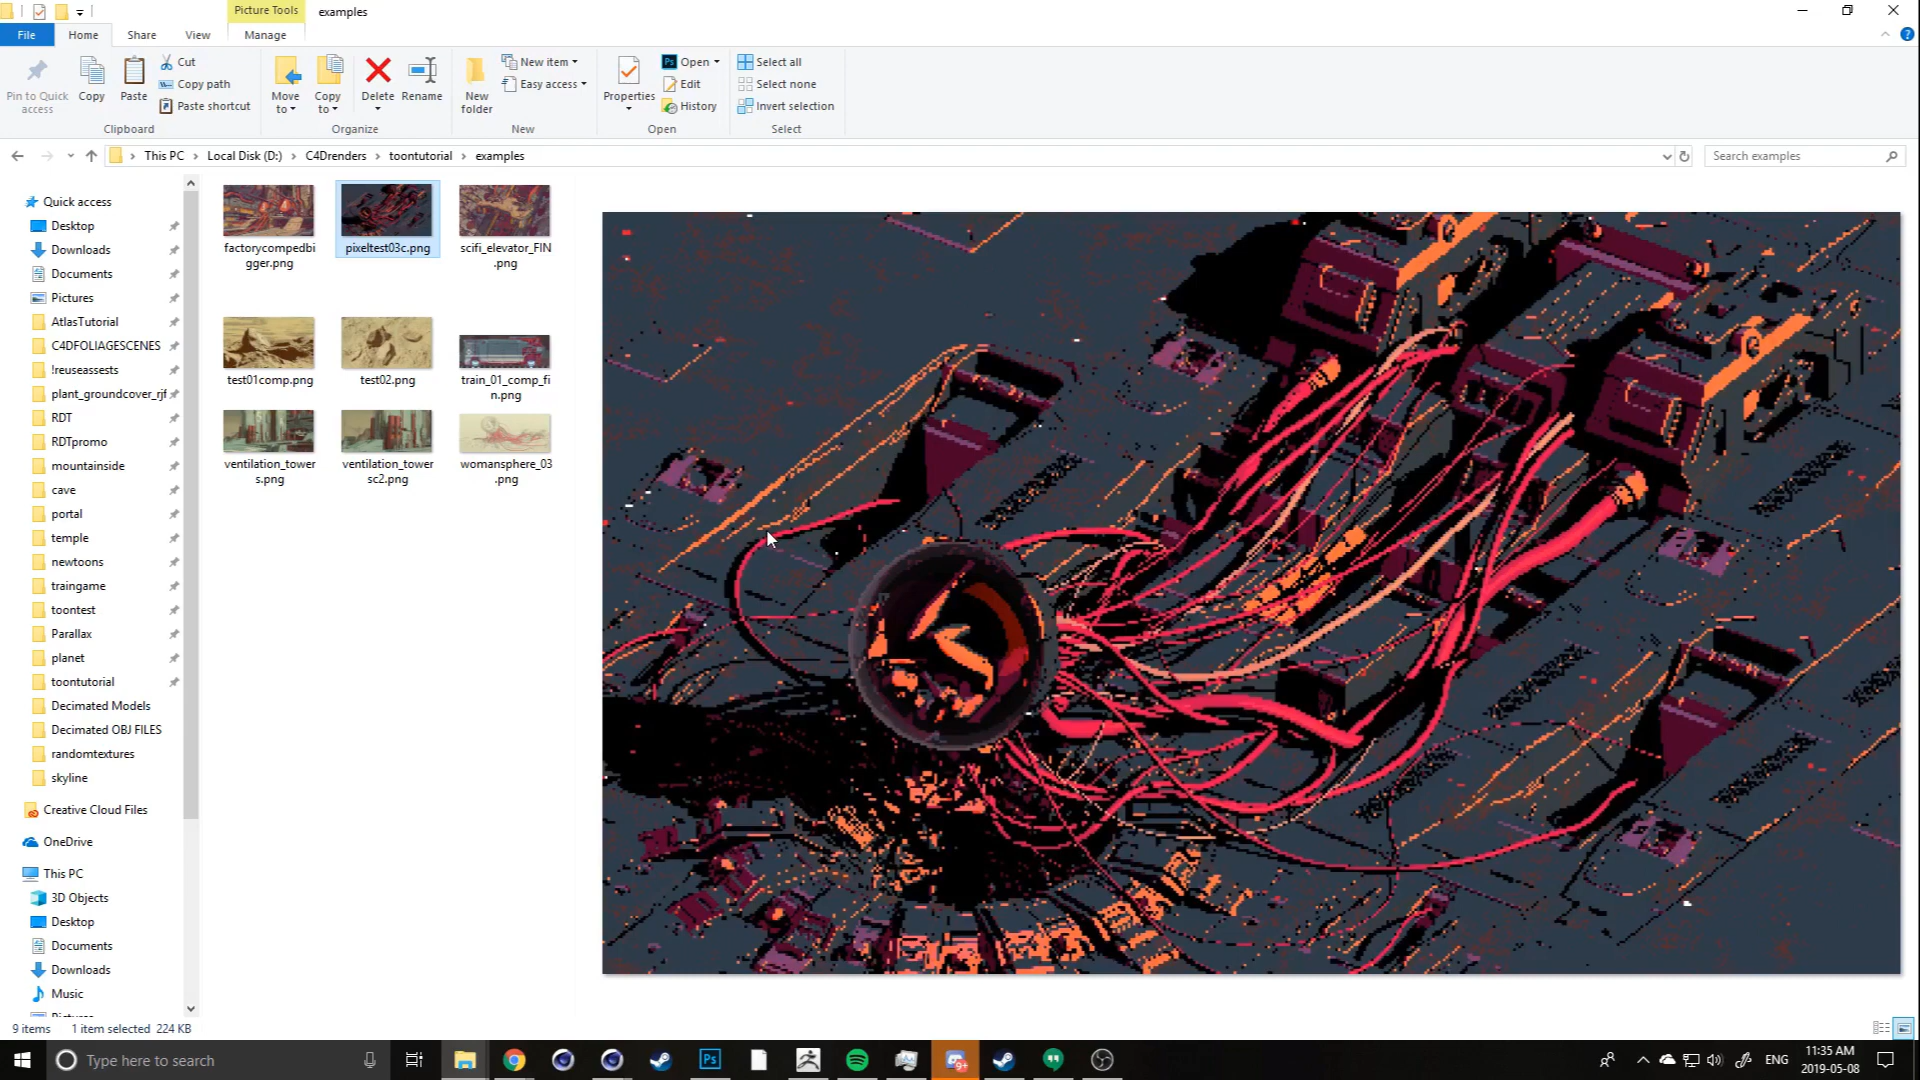 Picture Tools
examples
File
Home
Share
View
Manage
Pin to Quick access
Copy
Paste
Cut
Copy path
Paste shortcut
Clipboard
Move to
Copy to
Delete
Rename
Organize
New folder
New item
Easy access
New
Properties
Open
Edit
History
Open
Select all
Select none
Invert selection
Select
This PC
Local Disk (D:)
C4Drenders
toontutorial
examples
Search examples
Quick access
Desktop
Downloads
Documents
Pictures
AtlasTutorial
C4DFOLIAGESCENES
!reuseassests
plant_groundcover_rjf
RDT
RDTpromo
mountainside
cave
portal
temple
newtoons
traingame
toontest
Parallax
planet
toontutorial
Decimated Models
Decimated OBJ FILES
randomtextures
skyline
Creative Cloud Files
OneDrive
This PC
3D Objects
Desktop
Documents
Downloads
Music
factorycompedbi
gger.png
pixeltest03c.png
scifi_elevator_FIN
.png
test01comp.png
test02.png
train_01_comp_fi
n.png
ventilation_tower
s.png
ventilation_tower
sc2.png
womansphere_03
.png
9 items
1 item selected 224 KB
Type here to search
Ps
9+
ENG
11:35 AM
2019-05-08